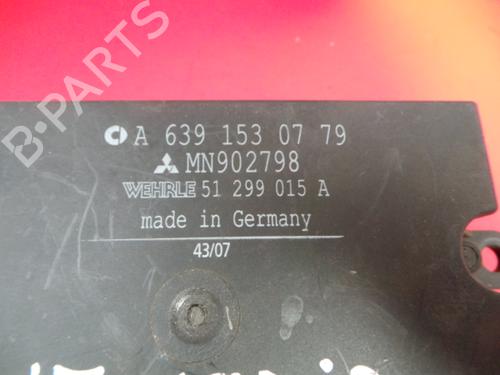 A 639 153 07 79
MN902798
WEHRLE 51 299 015 A
made in Germany
43/07
B-PARTS